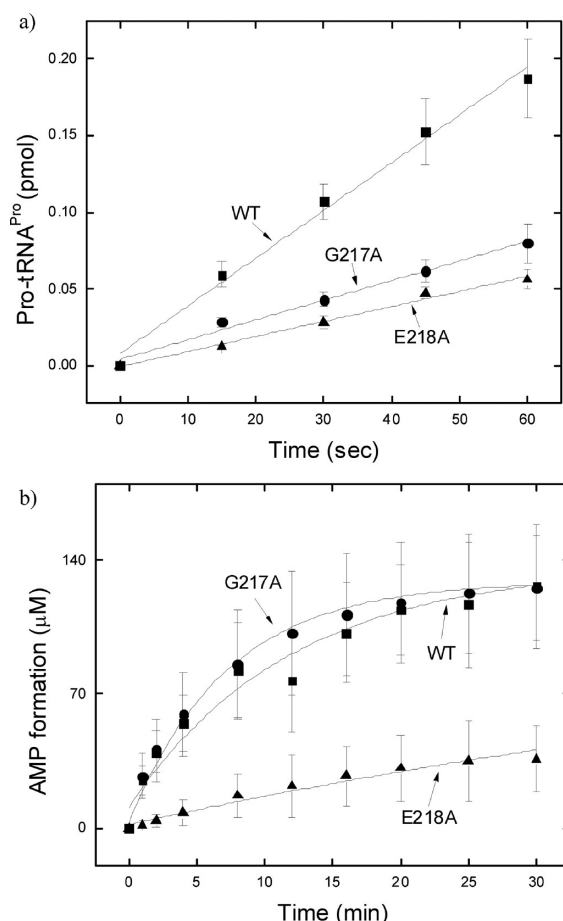 a)
0.20
0.15
0.10
0.05
0.00
Pro-tRNA^Pro (pmol)
WT
G217A
E218A
0 10 20 30 40 50 60
Time (sec)
b)
140
70
0
AMP formation (μM)
G217A
WT
E218A
0 5 10 15 20 25 30
Time (min)